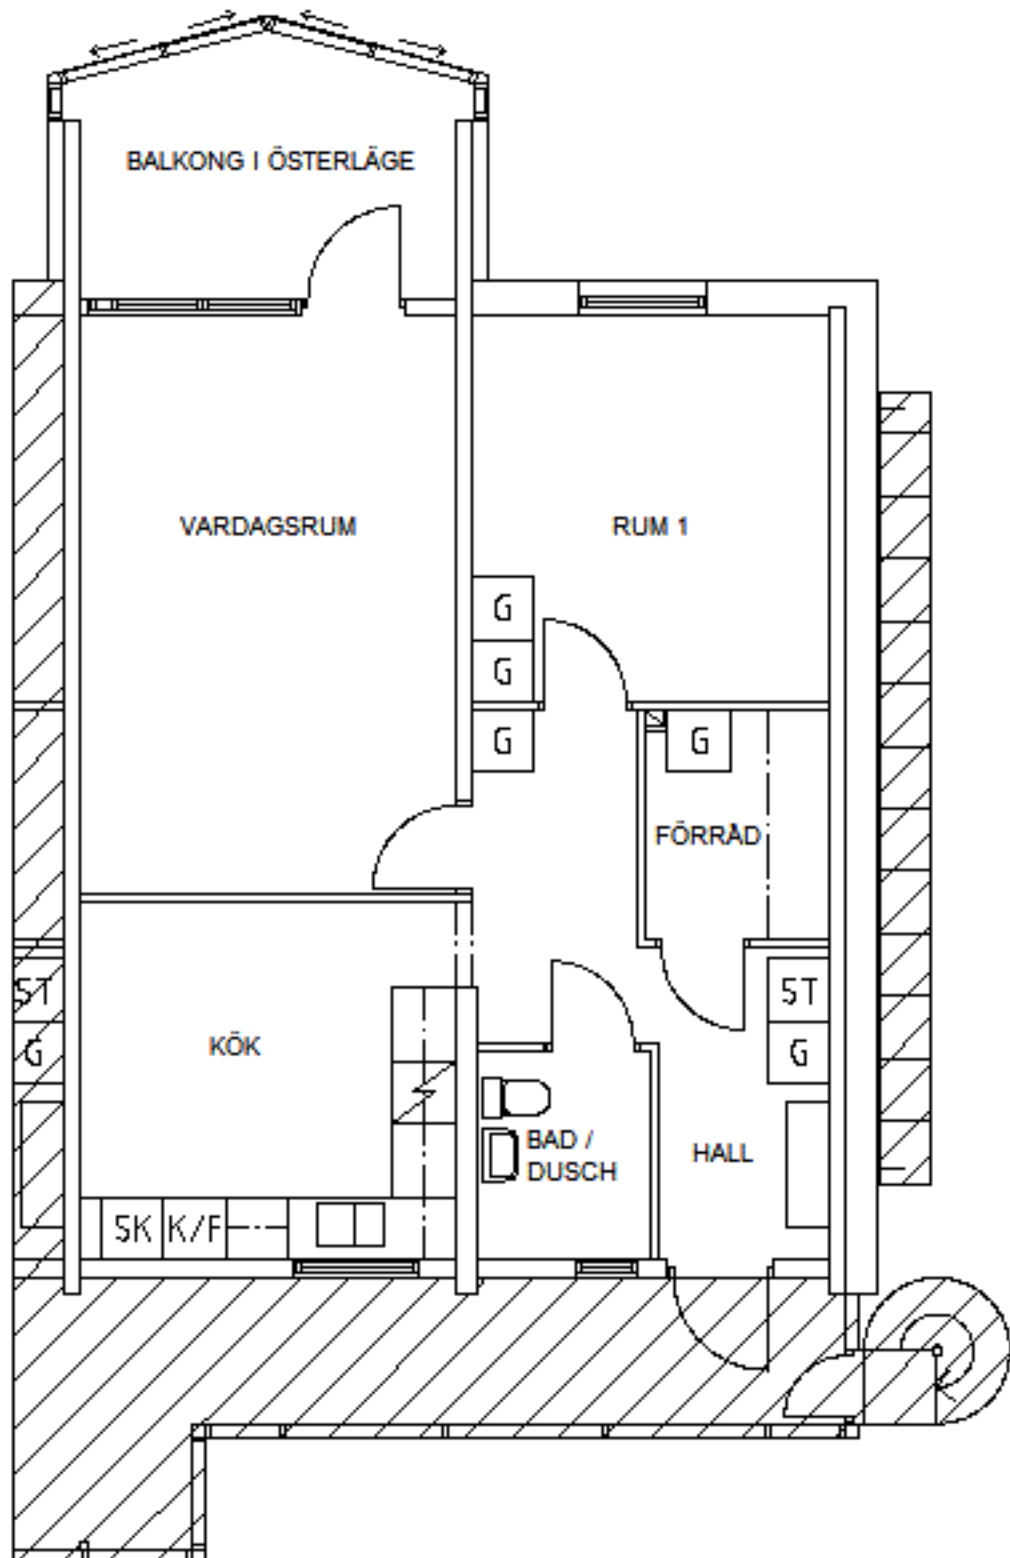 BALKONG I ÖSTERLÄGE
VARDAGSRUM
RUM 1
G
G
G
G
FÖRRÅD
ST
ST
G
KÖK
G
BAD /
DUSCH
HALL
SK
K/F